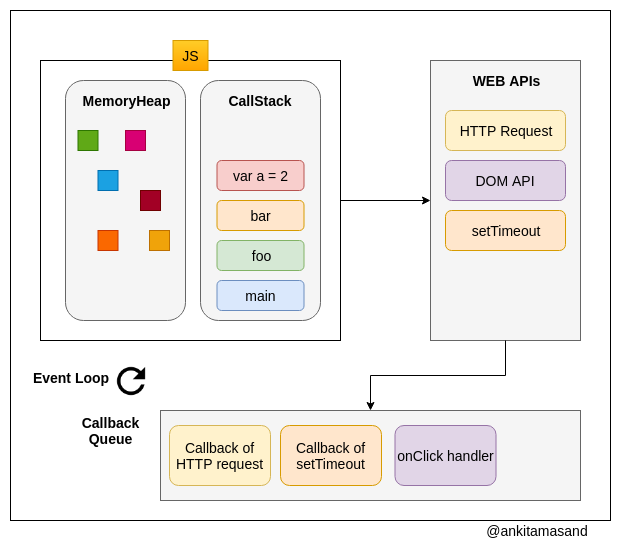 JS
MemoryHeap
CallStack
var a = 2
bar
foo
main
WEB APIs
HTTP Request
DOM API
setTimeout
Event Loop
Callback
Queue
Callback of
HTTP request
Callback of
setTimeout
onClick handler
@ankitamasand